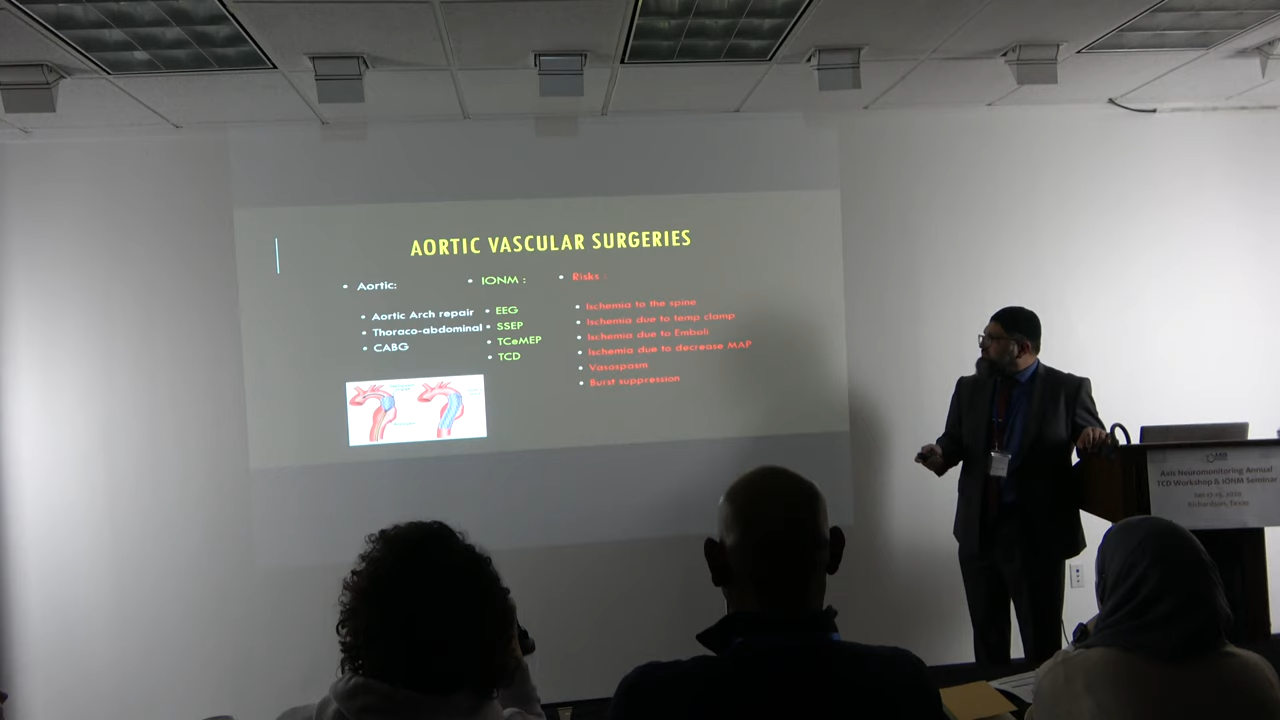 AORTIC VASCULAR SURGERIES
• Aortic:
• Aortic Arch repair
• Thoraco-abdominal
• CABG
• IONM :
• EEG
• SSEP
• TCeMEP
• TCD
• Risks :
• Ischemia to the spine
• Ischemia due to temp clamp
• Ischemia due to Emboli
• Ischemia due to decrease MAP
• Vasospasm
• Burst suppression
AXIS
Axis Neuromonitoring Annual
TCD Workshop & IONM Seminar
Richardson, Texas